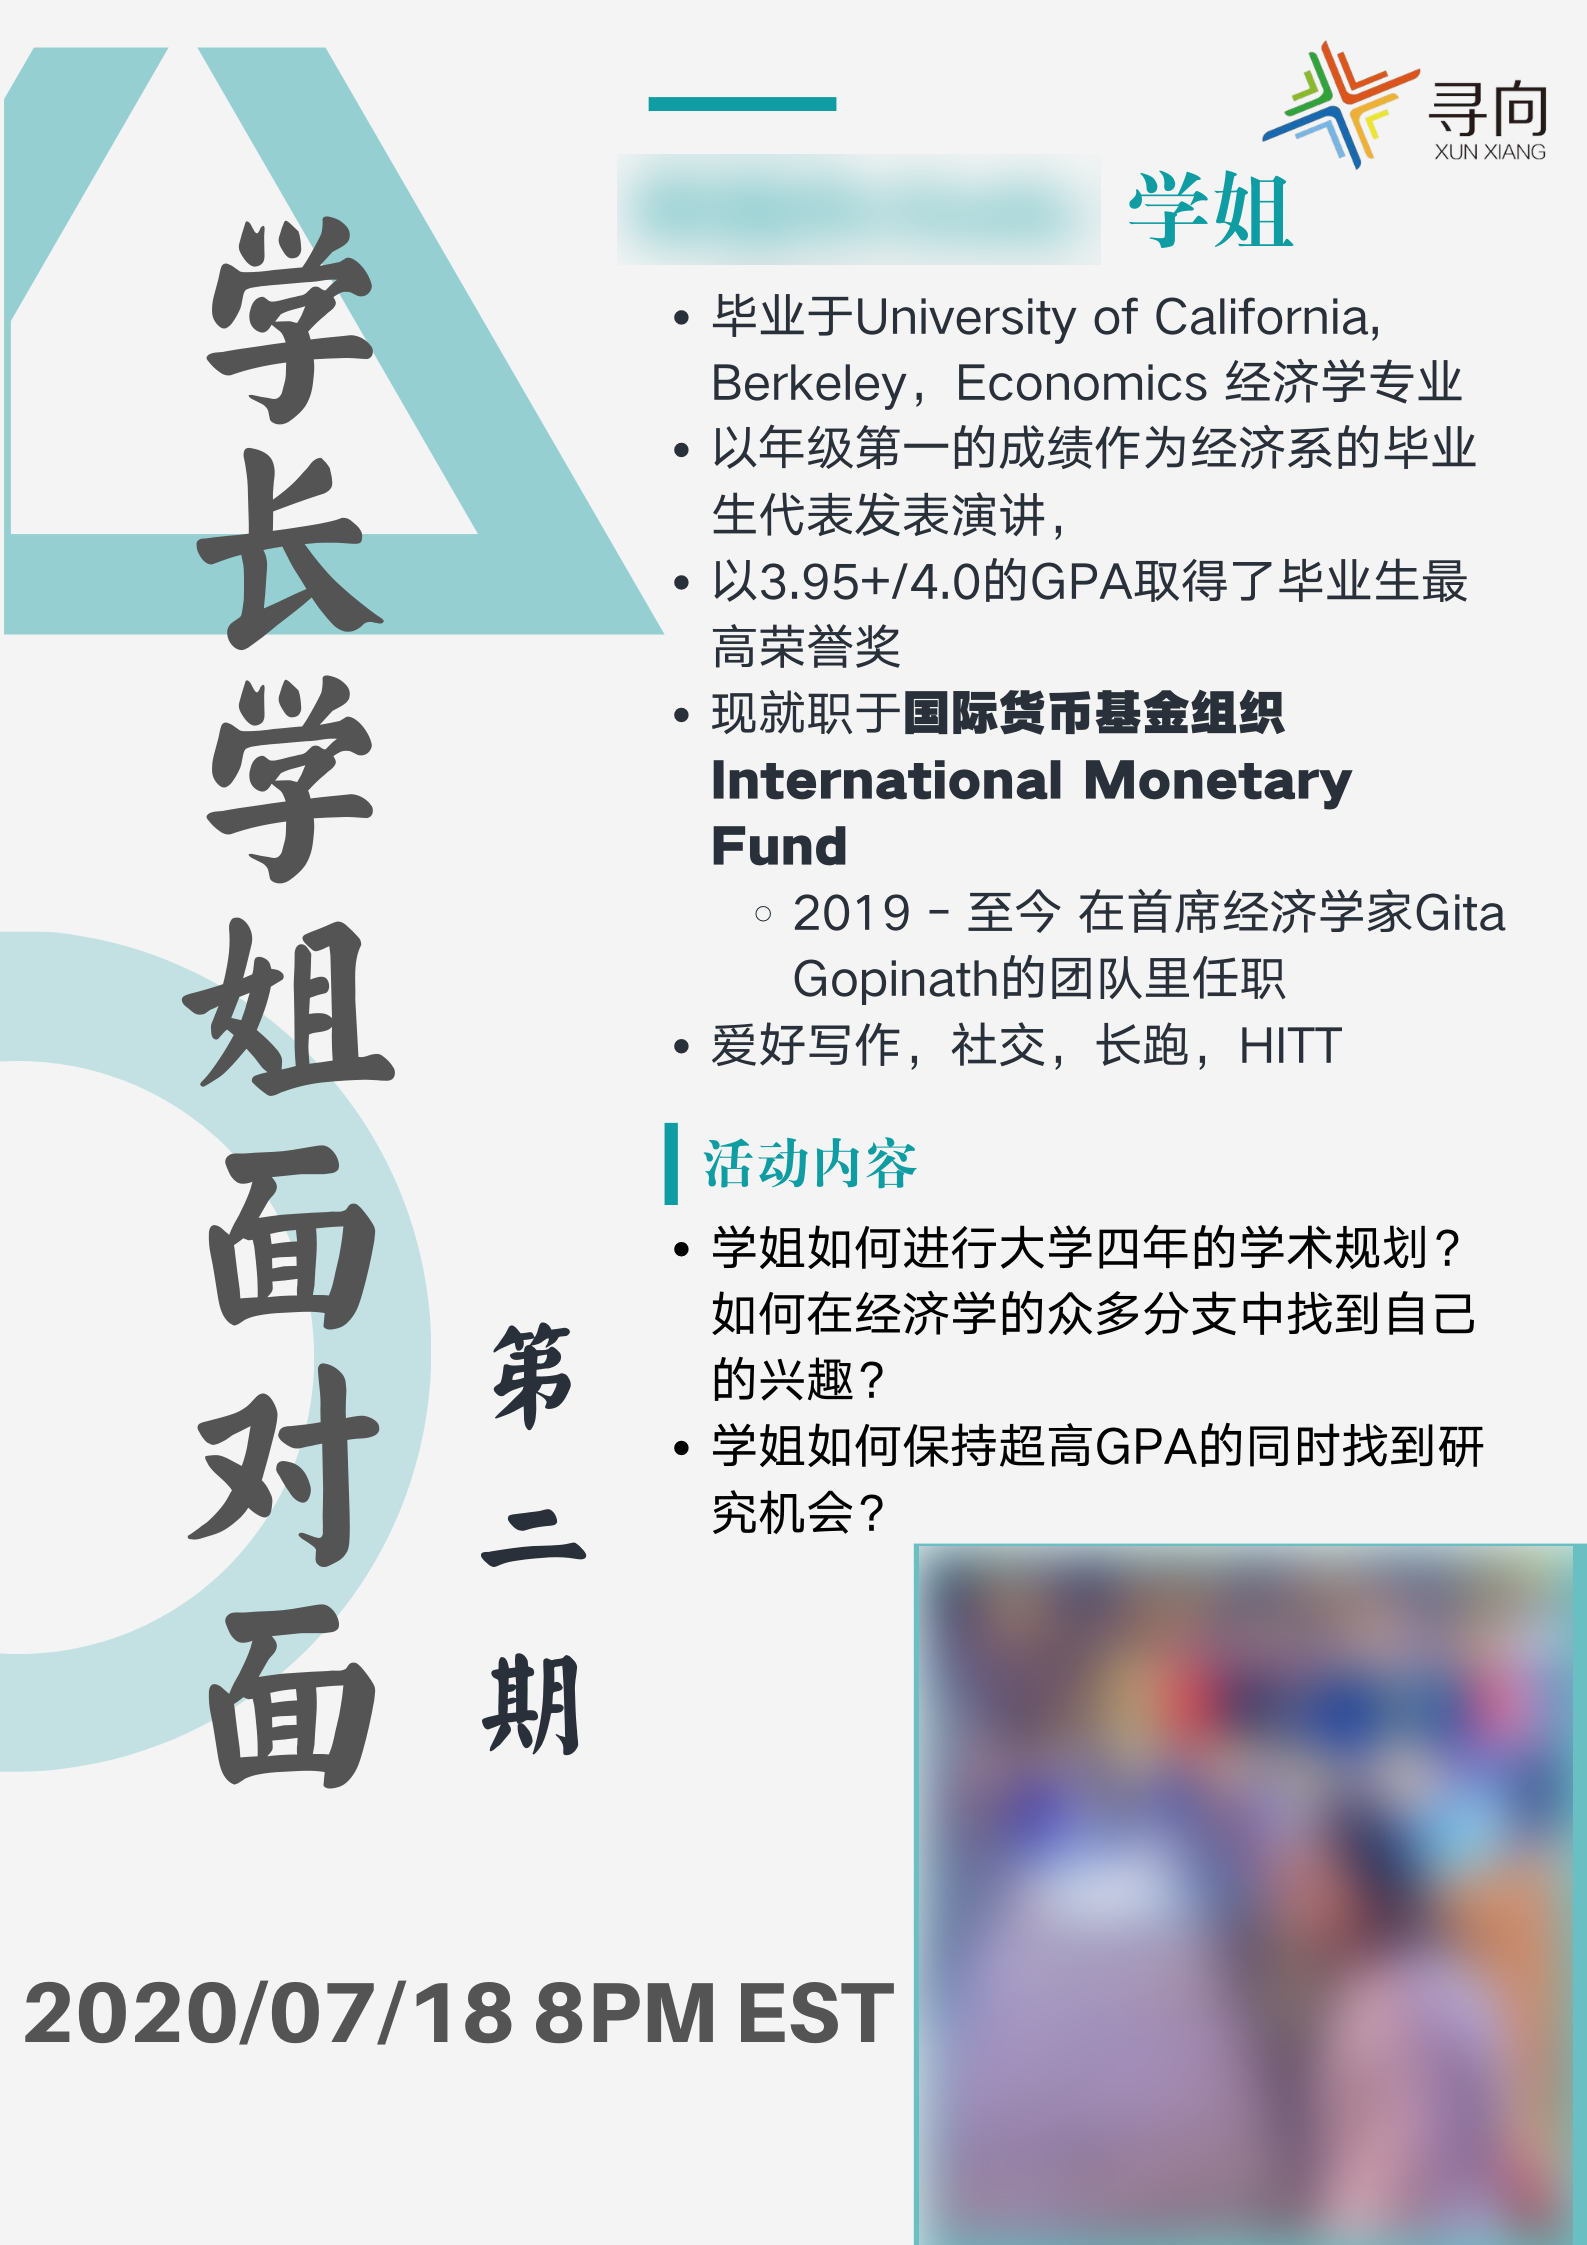 寻向
XUN XIANG
学姐
学长学姐面对面
第二期
• 毕业于University of California,
Berkeley，Economics 经济学专业
• 以年级第一的成绩作为经济系的毕业
生代表发表演讲，
• 以3.95+/4.0的GPA取得了毕业生最
高荣誉奖
• 现就职于国际货币基金组织
International Monetary
Fund
◦ 2019 - 至今 在首席经济学家Gita
Gopinath的团队里任职
• 爱好写作，社交，长跑，HITT
活动内容
• 学姐如何进行大学四年的学术规划？
如何在经济学的众多分支中找到自己
的兴趣？
• 学姐如何保持超高GPA的同时找到研
究机会？
2020/07/18 8PM EST